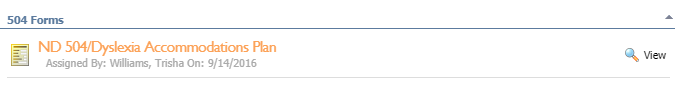 504 Forms
ND 504/Dyslexia Accommodations Plan
View
Assigned By: Williams, Trisha On: 9/14/2016